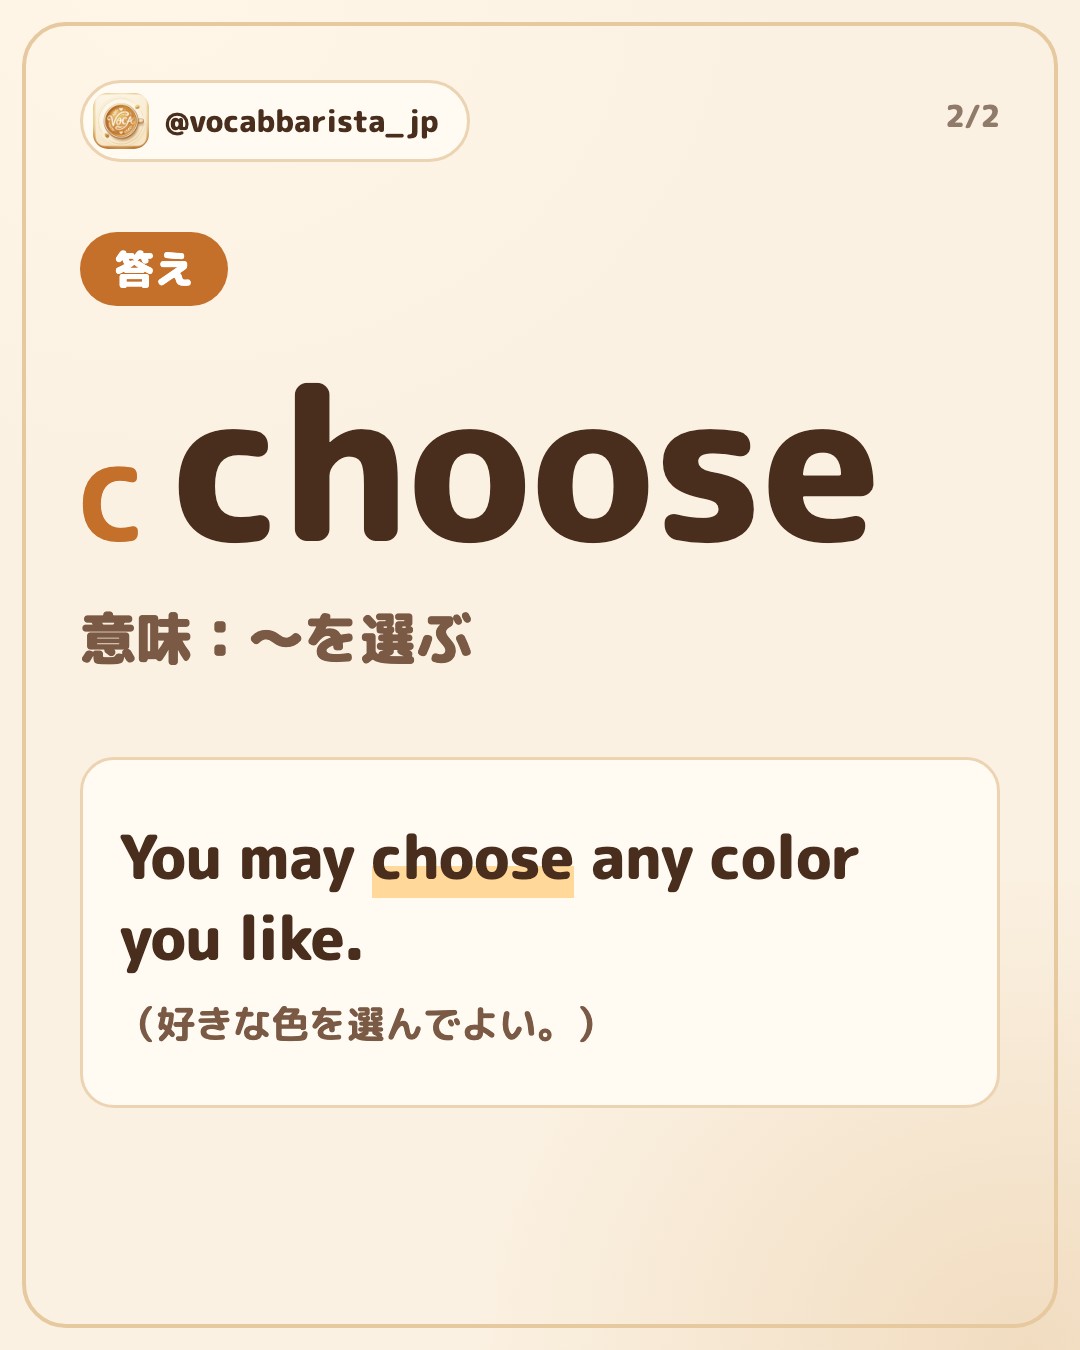 @vocabbarista_jp
2/2
答え
c choose
意味：〜を選ぶ
You may choose any color
you like.
（好きな色を選んでよい。）